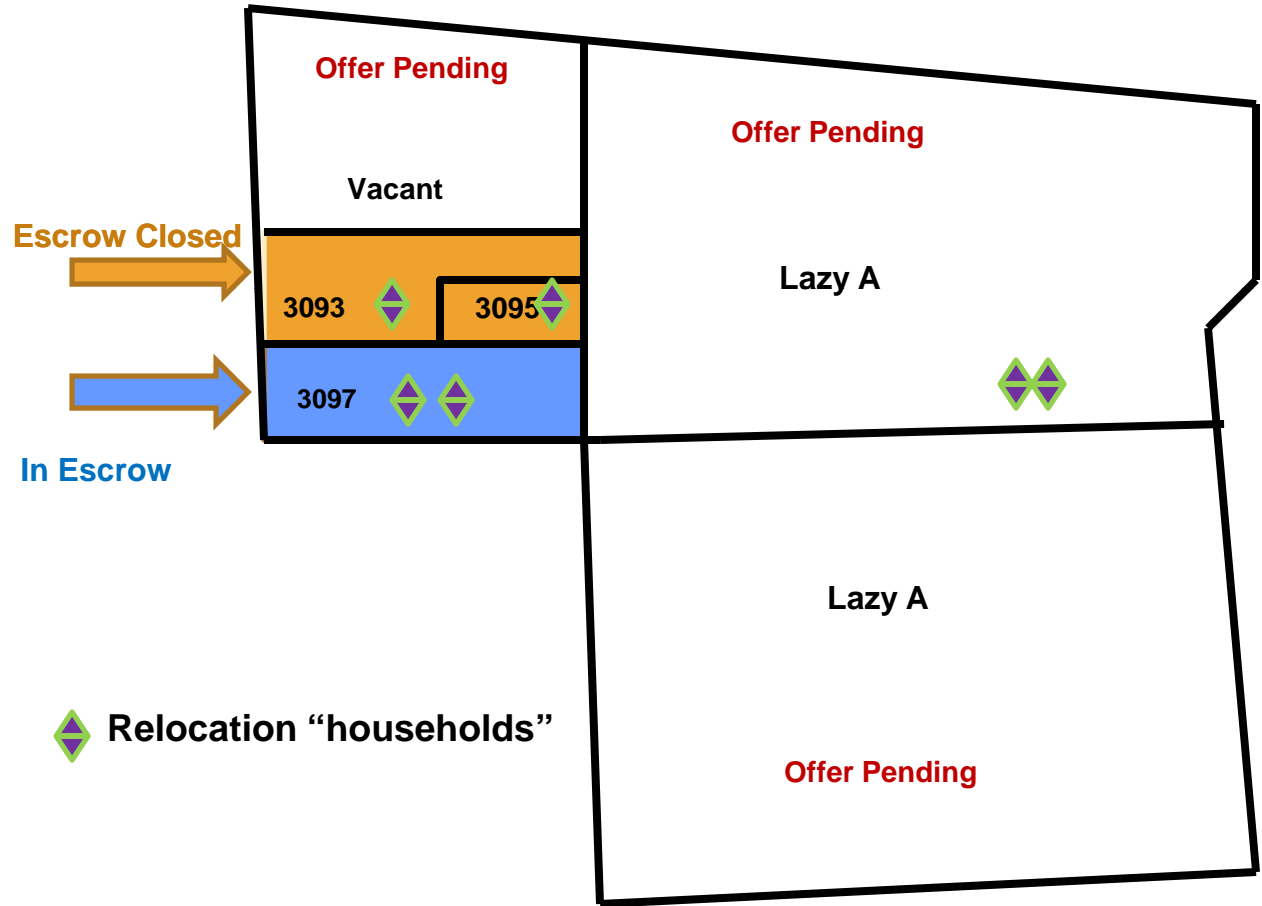 Offer Pending
Offer Pending
Vacant
Escrow Closed
Lazy A
3093
3095
3097
In Escrow
Lazy A
Relocation “households”
Offer Pending